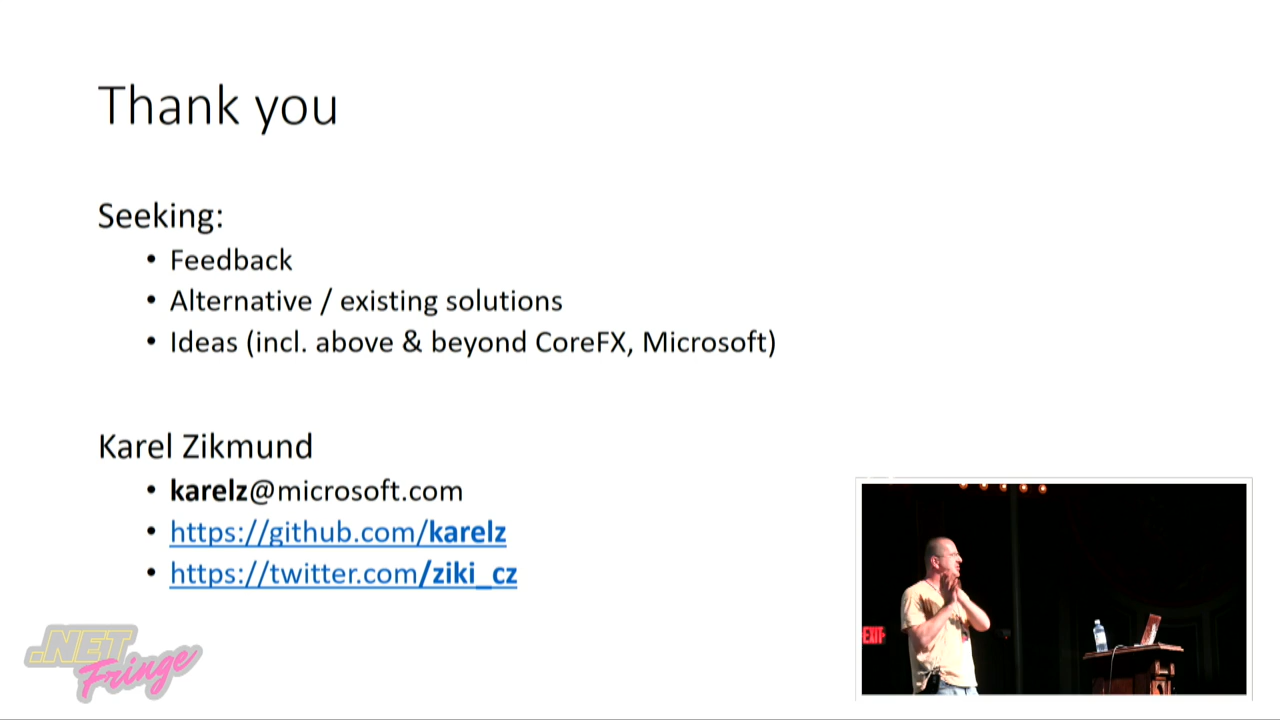 Thank you
Seeking:
• Feedback
• Alternative / existing solutions
• Ideas (incl. above & beyond CoreFX, Microsoft)
Karel Zikmund
• karelz@microsoft.com
• https://github.com/karelz
• https://twitter.com/ziki_cz
.NET
Fringe
EXIT